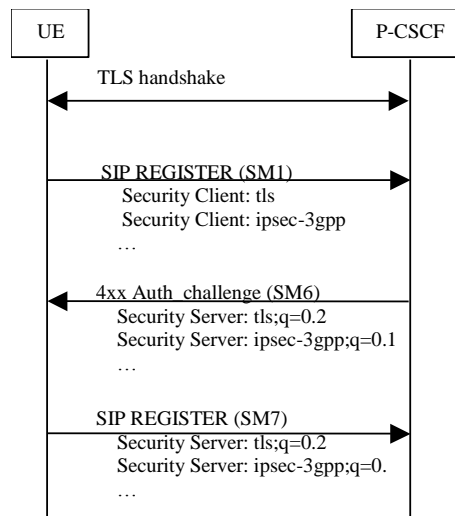 UE
P-CSCF
TLS handshake
SIP REGISTER (SM1)
Security Client: tls
Security Client: ipsec-3gpp
…
4xx Auth_challenge (SM6)
Security Server: tls;q=0.2
Security Server: ipsec-3gpp;q=0.1
…
SIP REGISTER (SM7)
Security Server: tls;q=0.2
Security Server: ipsec-3gpp;q=0.
…